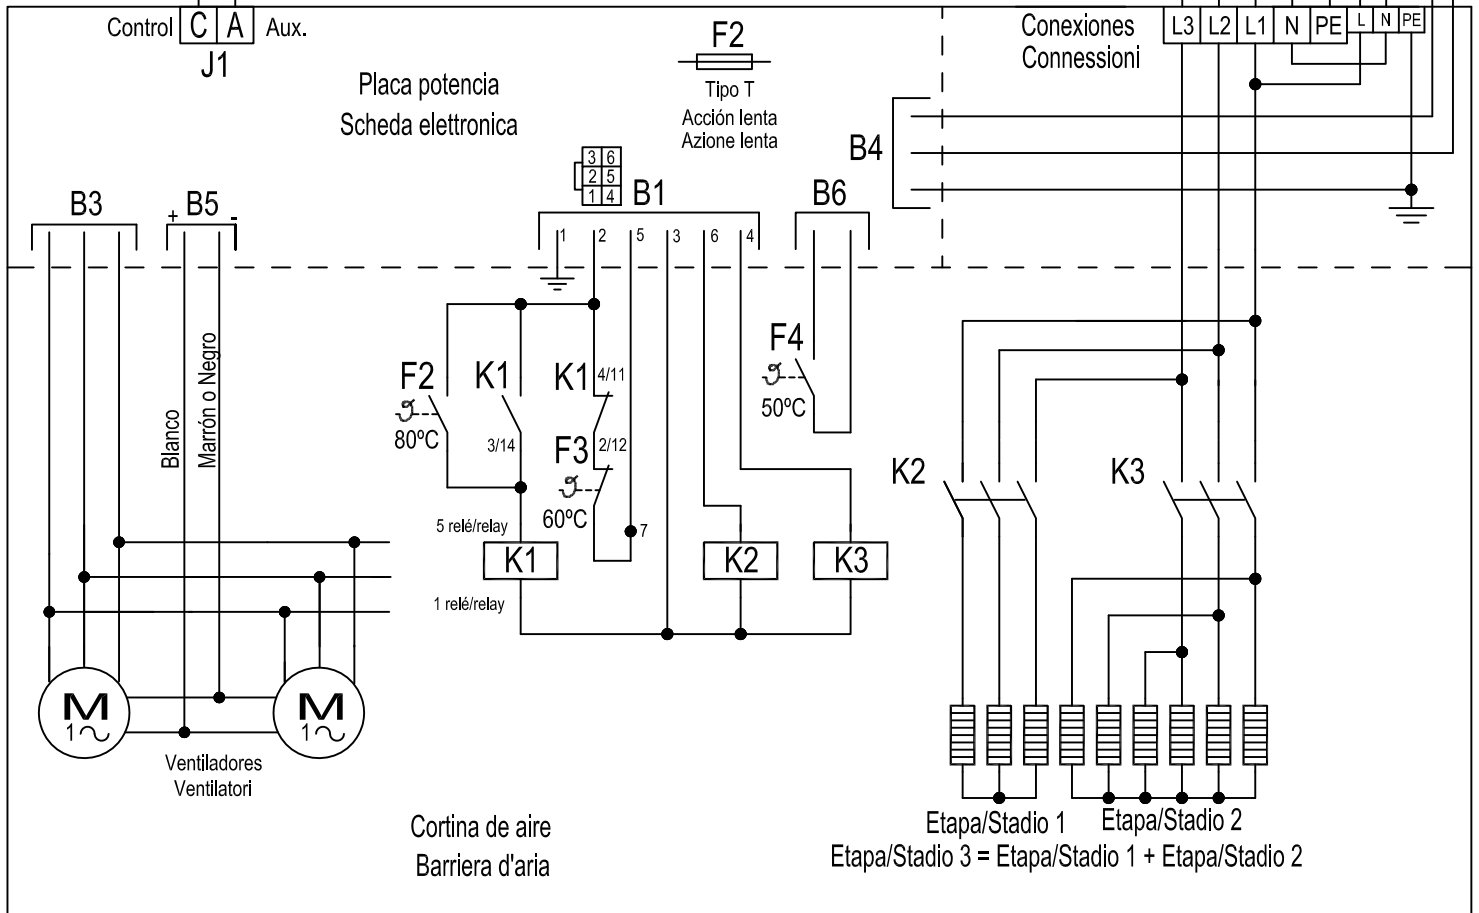 Control C A Aux.
J1
F2
Tipo T
Acción lenta
Azione lenta
Conexiones
Connessioni
L3 L2 L1 N PE L N PE
Placa potencia
Scheda elettronica
B4
3 6
2 5
1 4
B1
B3
+ B5 -
B6
1 2 5 3 6 4
Blanco
Marrón o Negro
F2
80ºC
K1
3/14
K1
4/11
F3
2/12
60ºC
F4
50ºC
K2
K3
5 relé/relay
7
K1
K2
K3
1 relé/relay
M
1
M
1
Ventiladores
Ventilatori
Cortina de aire
Barriera d'aria
Etapa/Stadio 1
Etapa/Stadio 2
Etapa/Stadio 3 = Etapa/Stadio 1 + Etapa/Stadio 2